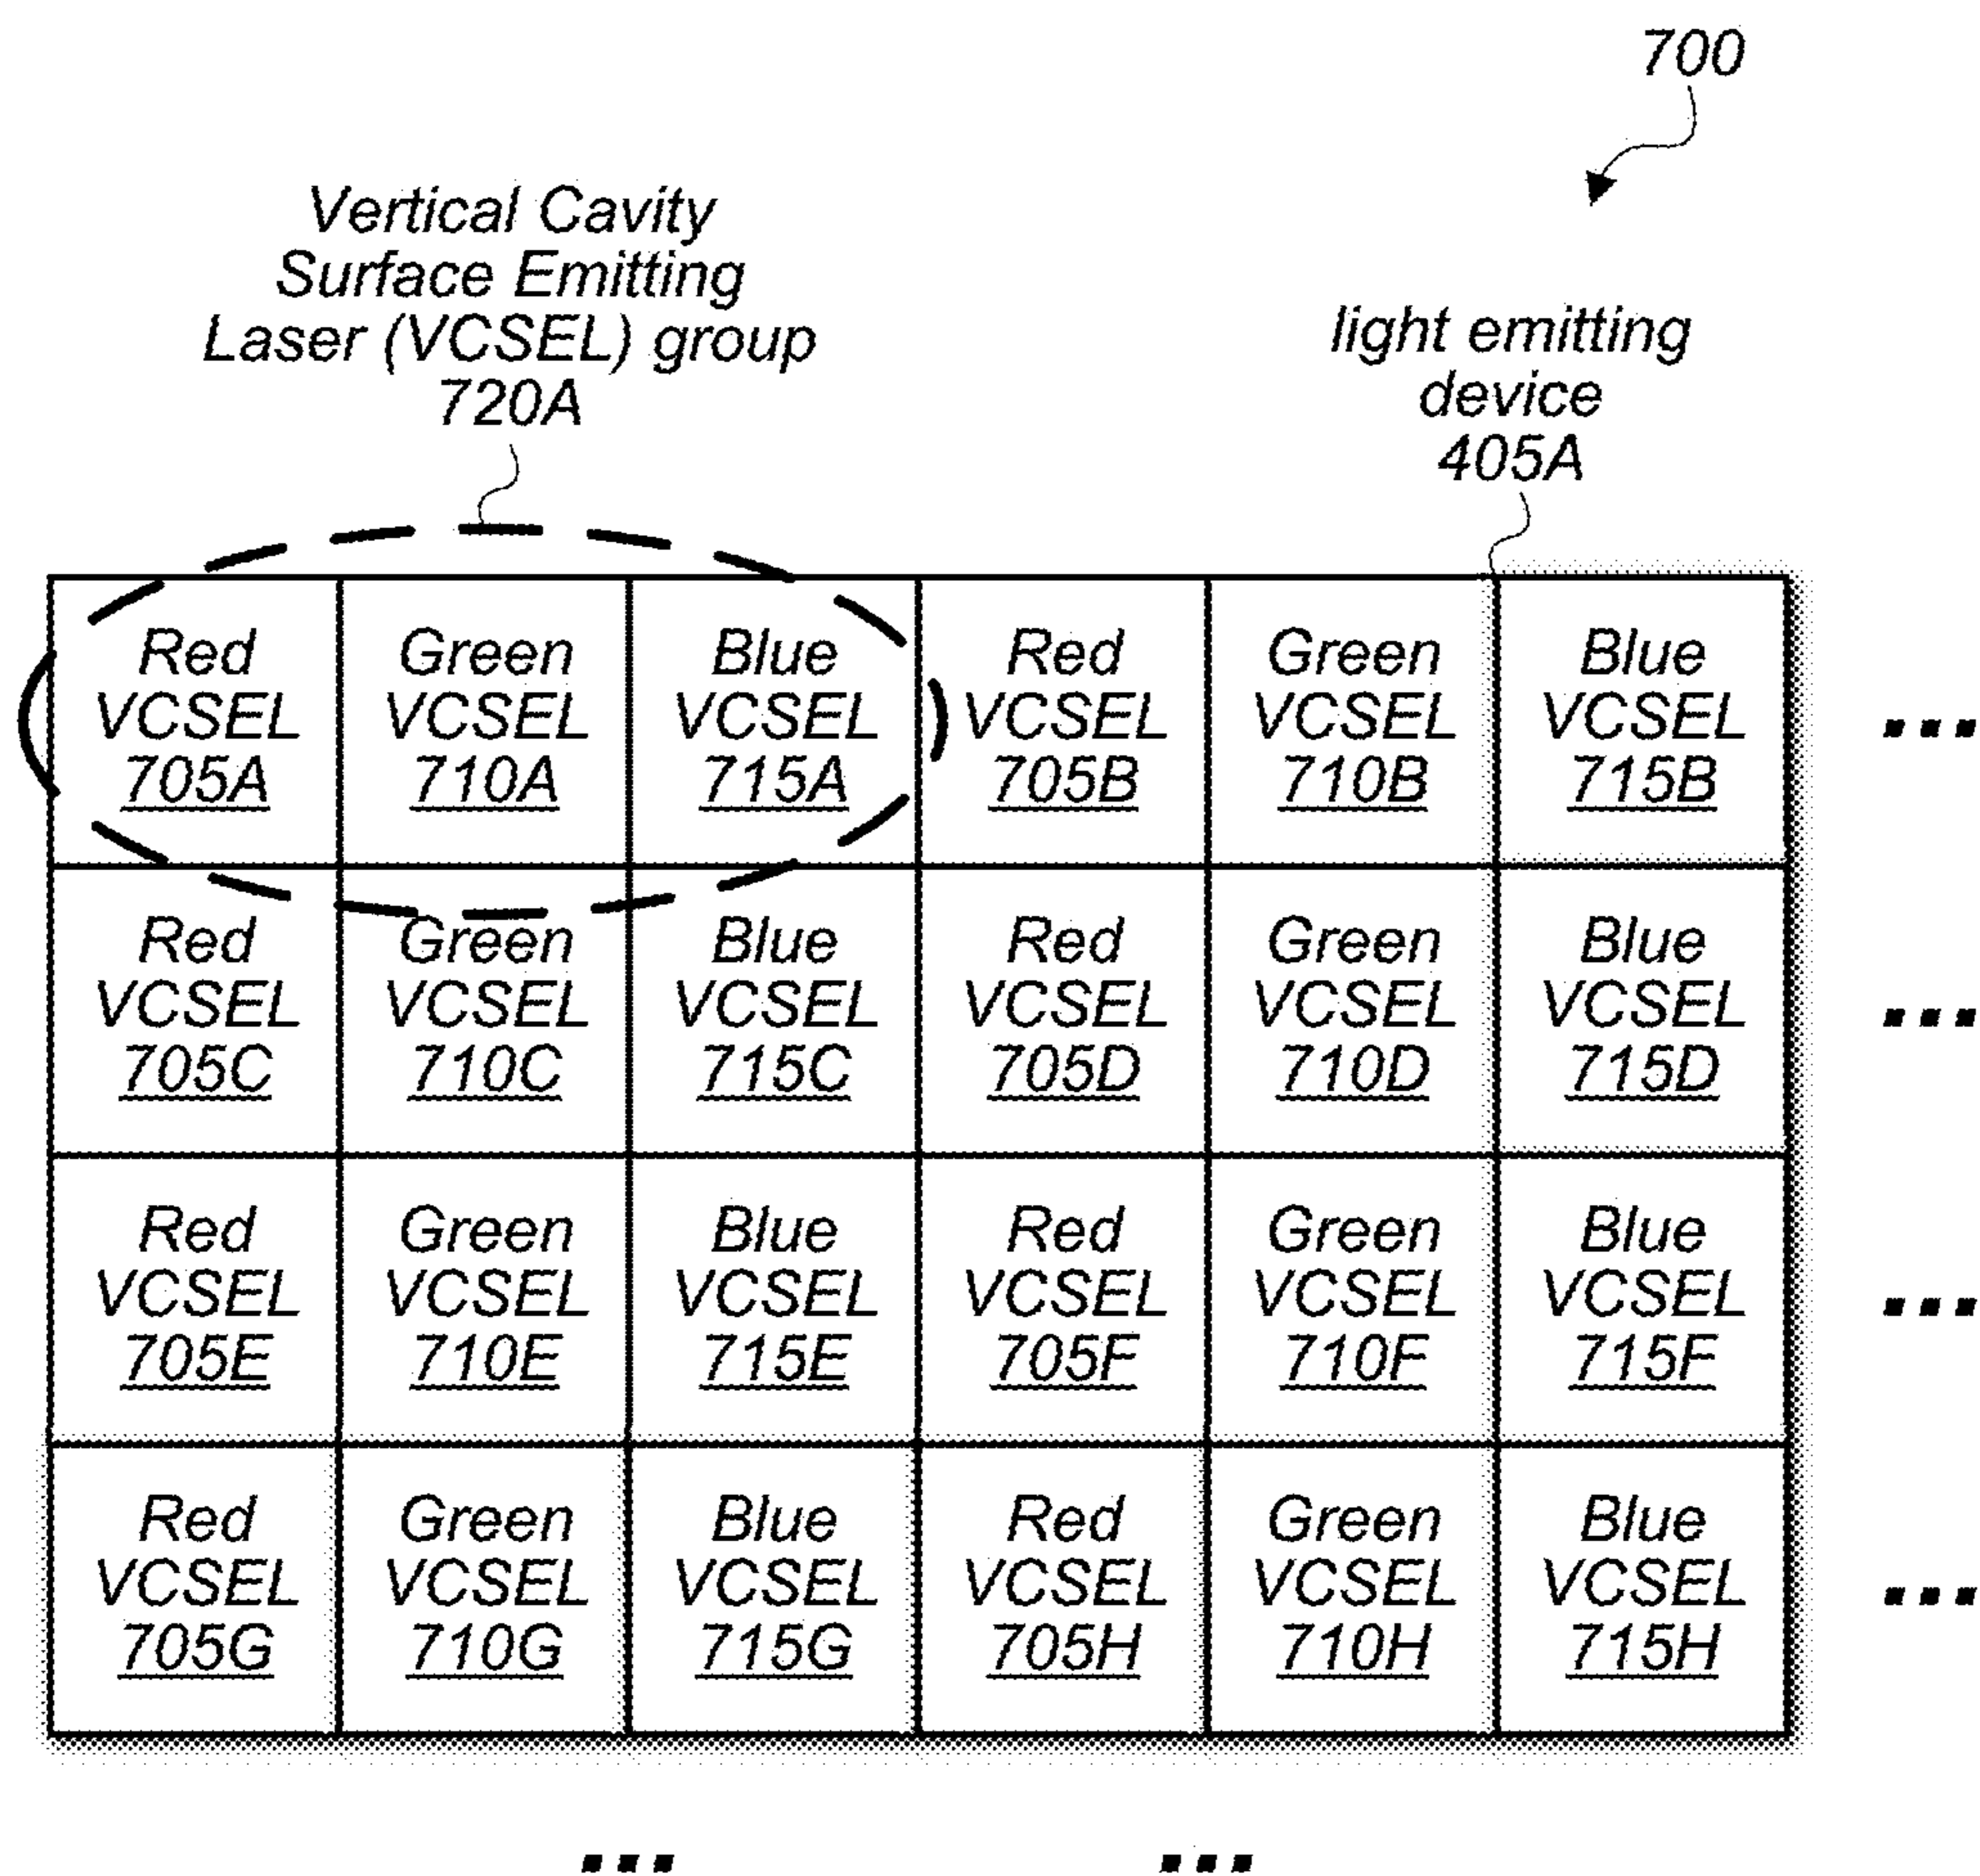 700
Vertical Cavity
Surface Emitting
Laser (VCSEL) group
720A
light emitting
device
405A
Red Green Blue Red Green Blue
VCSEL VCSEL VCSEL VCSEL VCSEL VCSEL ...
705A 710A 715A 705B 710B 715B
Red Green Blue Red Green Blue
VCSEL VCSEL VCSEL VCSEL VCSEL VCSEL ...
705C 710C 715C 705D 710D 715D
Red Green Blue Red Green Blue
VCSEL VCSEL VCSEL VCSEL VCSEL VCSEL ...
705E 710E 715E 705F 710F 715F
Red Green Blue Red Green Blue
VCSEL VCSEL VCSEL VCSEL VCSEL VCSEL ...
705G 710G 715G 705H 710H 715H
... ...